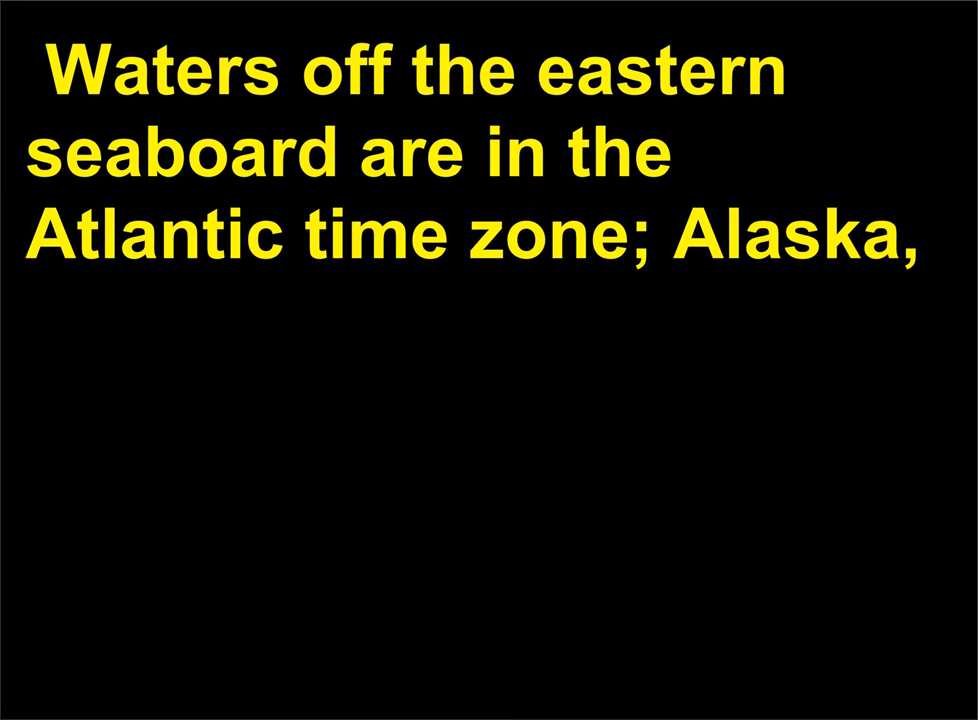 Waters off the eastern
seaboard are in the
Atlantic time zone; Alaska,